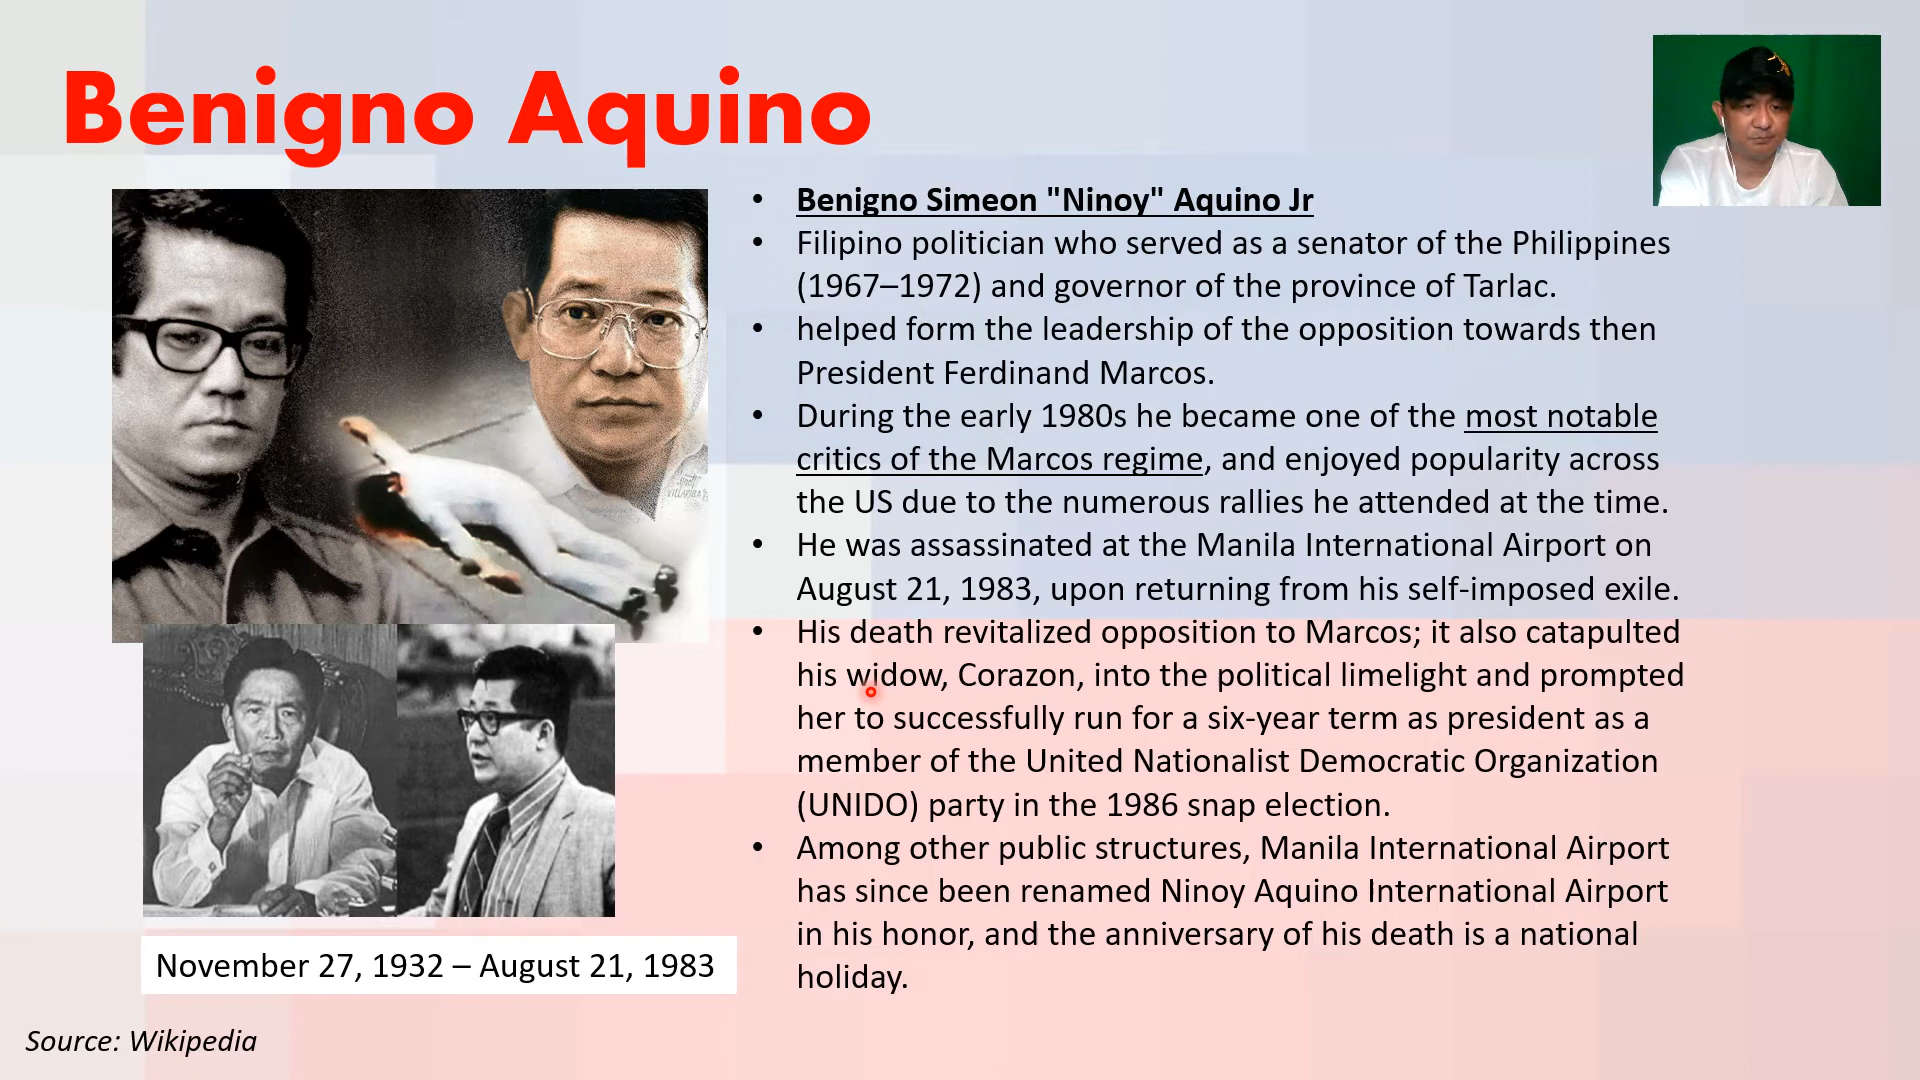 Benigno Aquino
• Benigno Simeon "Ninoy" Aquino Jr
• Filipino politician who served as a senator of the Philippines
(1967–1972) and governor of the province of Tarlac.
• helped form the leadership of the opposition towards then
President Ferdinand Marcos.
• During the early 1980s he became one of the most notable
critics of the Marcos regime, and enjoyed popularity across
the US due to the numerous rallies he attended at the time.
• He was assassinated at the Manila International Airport on
August 21, 1983, upon returning from his self-imposed exile.
• His death revitalized opposition to Marcos; it also catapulted
his widow, Corazon, into the political limelight and prompted
her to successfully run for a six-year term as president as a
member of the United Nationalist Democratic Organization
(UNIDO) party in the 1986 snap election.
• Among other public structures, Manila International Airport
has since been renamed Ninoy Aquino International Airport
in his honor, and the anniversary of his death is a national
holiday.
November 27, 1932 – August 21, 1983
Source: Wikipedia